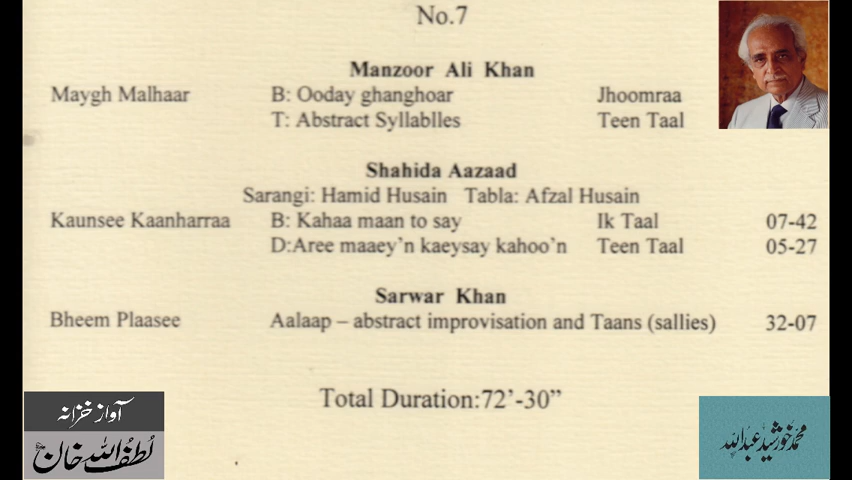 No.7
Manzoor Ali Khan
Maygh Malhaar B: Ooday ghanghoar Jhoomraa
T: Abstract Syllablles Teen Taal
Shahida Aazaad
Sarangi: Hamid Husain Tabla: Afzal Husain
Kaunsee Kaanharraa B: Kahaa maan to say Ik Taal 07-42
D:Aree maaey'n kaeysay kahoo'n Teen Taal 05-27
Sarwar Khan
Bheem Plaasee Aalaap – abstract improvisation and Taans (sallies) 32-07
Total Duration:72’-30”
آواز خزانہ
لُطفُ اللہ خان
محمد خورشید عبداللہ